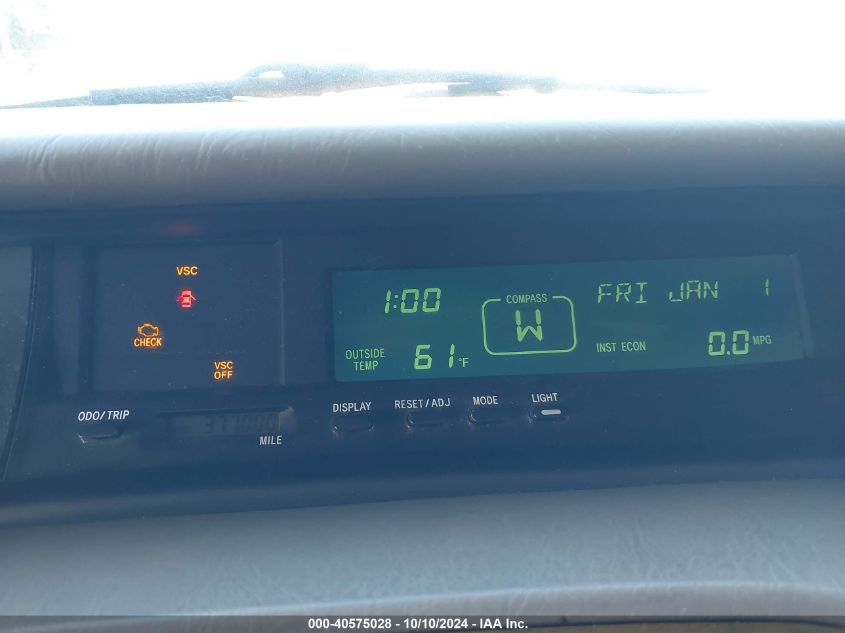 VSC
CHECK
VSC
OFF
1:00
COMPASS
W
FRI JAN 1
OUTSIDE
TEMP
61°F
INST ECON
0.0 MPG
ODO/TRIP
MILE
DISPLAY
RESET/ADJ
MODE
LIGHT
000-40575028 - 10/10/2024 - IAA Inc.